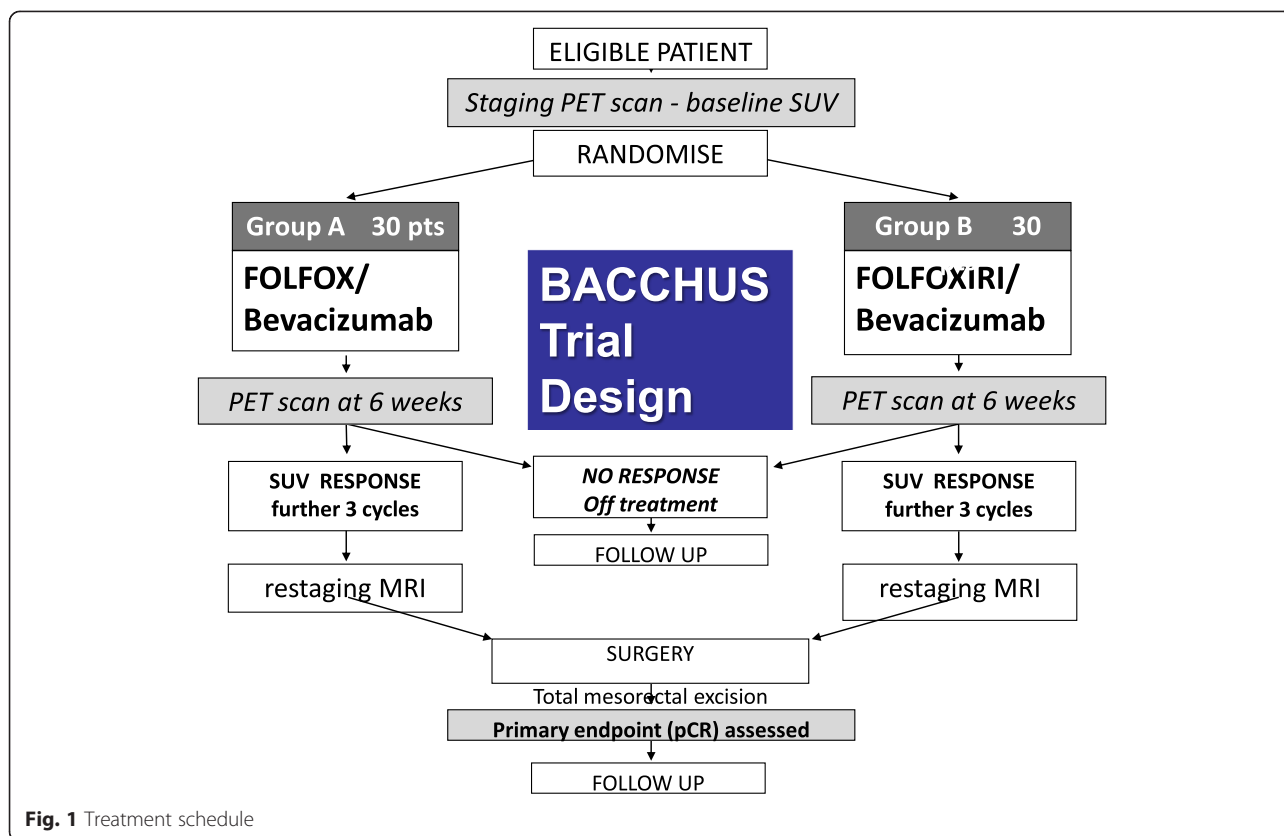 ELIGIBLE PATIENT
Staging PET scan - baseline SUV
RANDOMISE
Group A 30 pts
FOLFOX/
Bevacizumab
PET scan at 6 weeks
SUV RESPONSE
further 3 cycles
restaging MRI
BACCHUS
Trial
Design
Group B 30
FOLFOXIRI/
Bevacizumab
PET scan at 6 weeks
SUV RESPONSE
further 3 cycles
restaging MRI
NO RESPONSE
Off treatment
FOLLOW UP
SURGERY
Total mesorectal excision
Primary endpoint (pCR) assessed
FOLLOW UP
Fig. 1 Treatment schedule